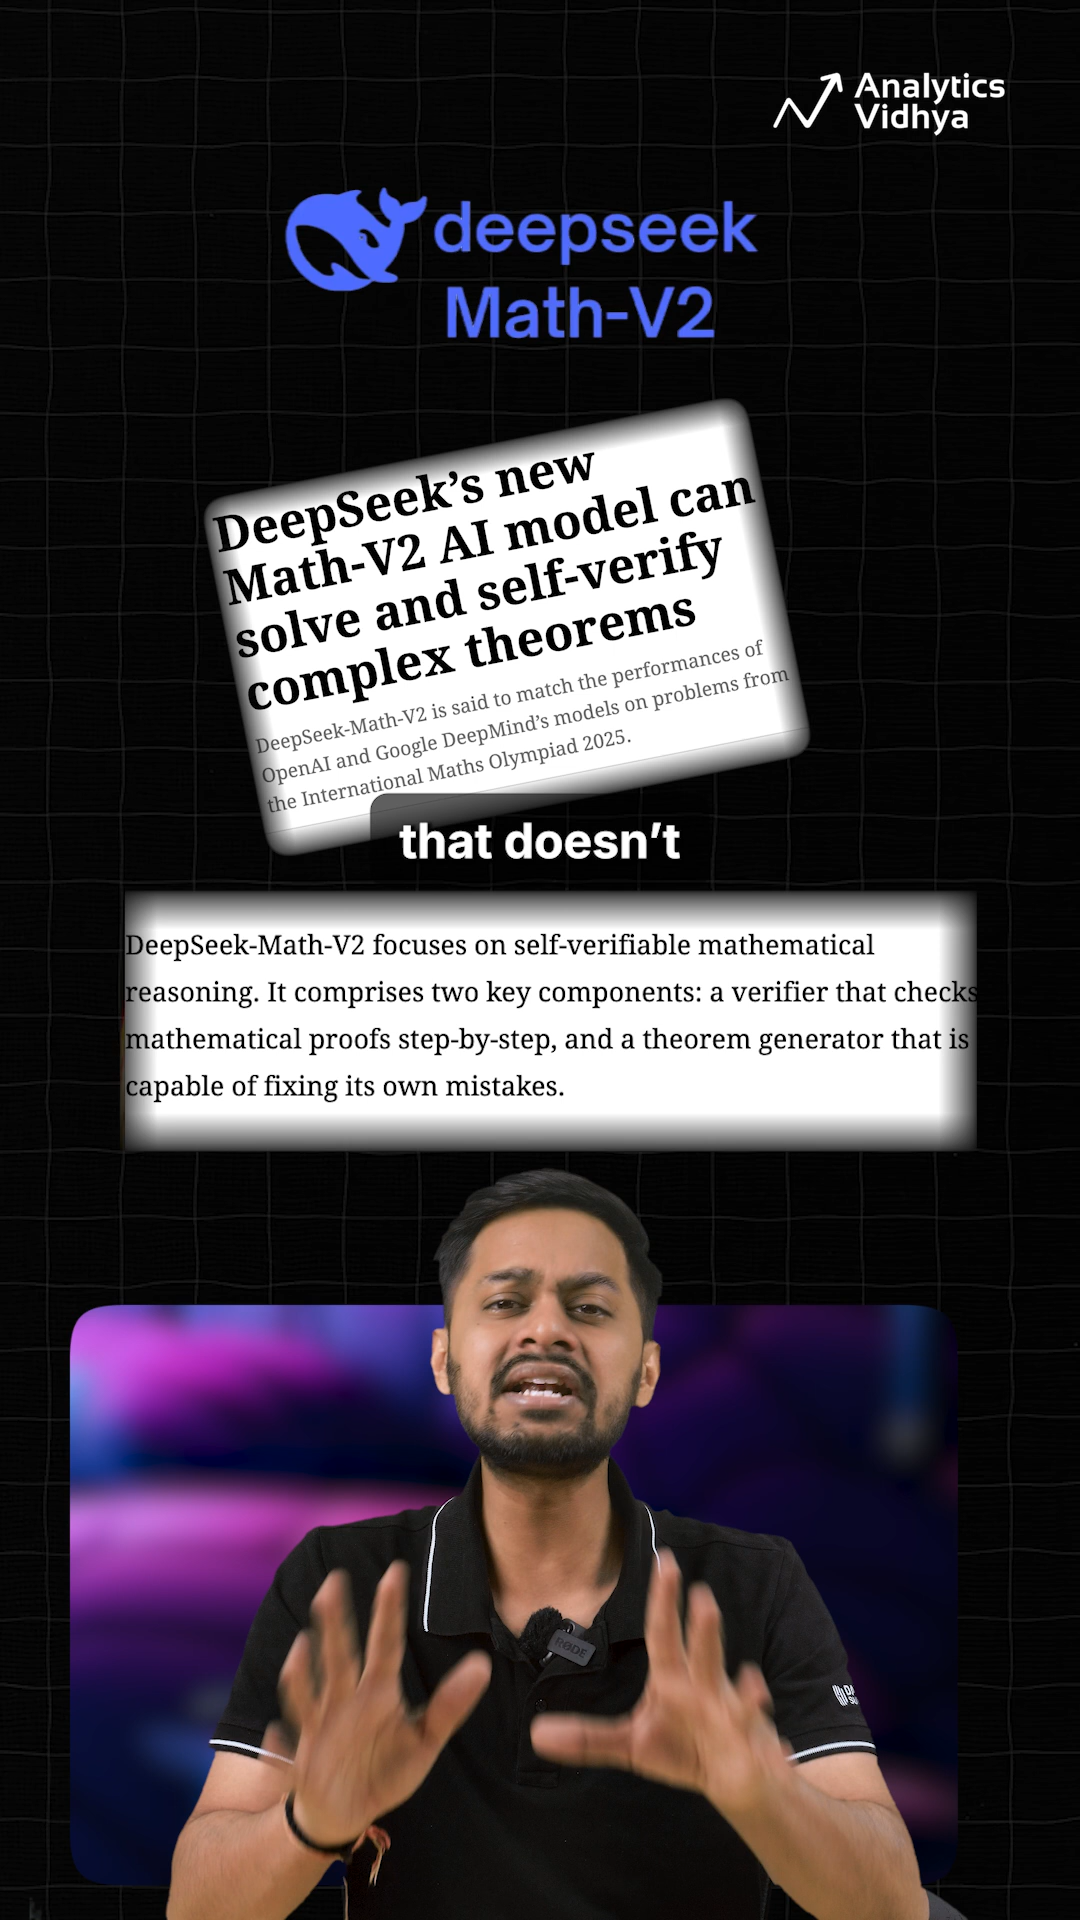 Analytics
Vidhya
deepseek
Math-V2
DeepSeek’s new
Math-V2 AI model can
solve and self-verify
complex theorems
DeepSeek-Math-V2 is said to match the performances of
OpenAI and Google DeepMind’s models on problems from
the International Maths Olympiad 2025.
that doesn’t
DeepSeek-Math-V2 focuses on self-verifiable mathematical
reasoning. It comprises two key components: a verifier that checks
mathematical proofs step-by-step, and a theorem generator that is
capable of fixing its own mistakes.
RØDE